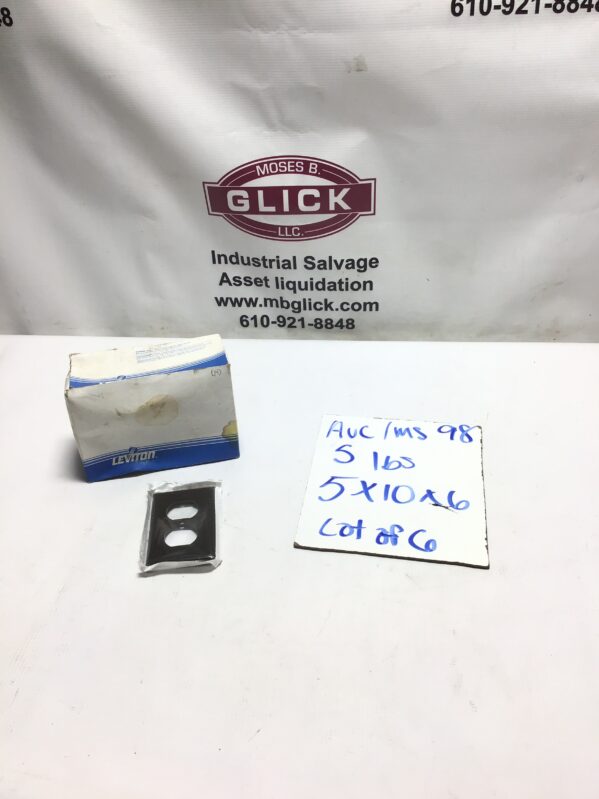 48
610-921-8848
MOSES B.
GLICK
LLC.
Industrial Salvage
Asset liquidation
www.mbglick.com
610-921-8848
LEVITON
Auc/ms 98
5 lbs
5x10x6
Lot of 6